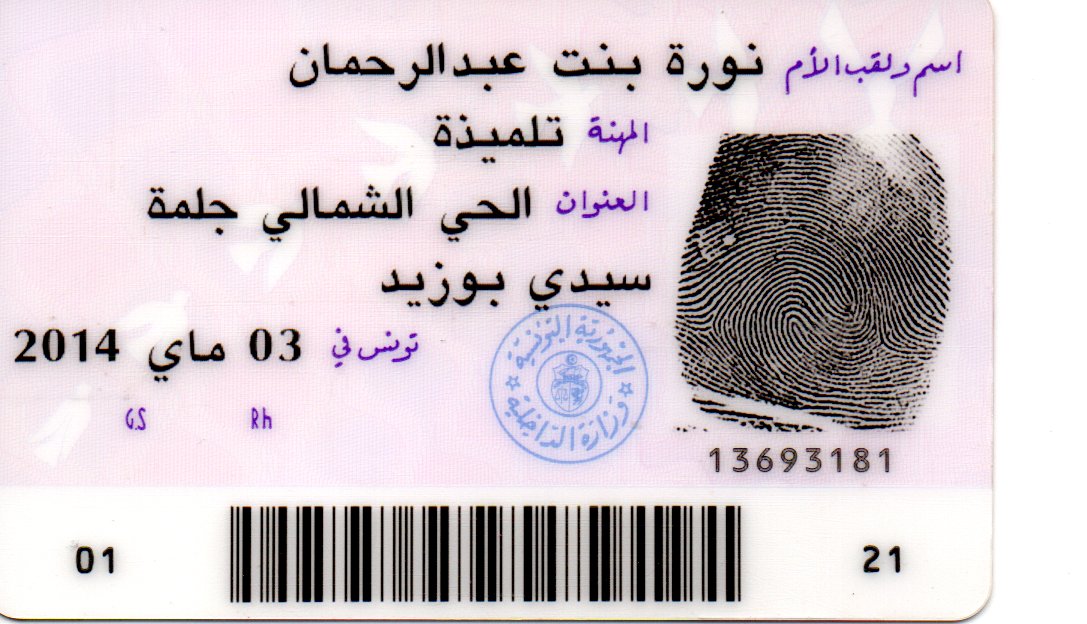 اسم ولقب الأم نورة بنت عبدالرحمان
المهنة تلميذة
العنوان الحي الشمالي جلمة
سيدي بوزيد
تونس في 03 ماي 2014
G.S Rh
الجمهورية التونسية
وزارة الداخلية
13693181
01 21